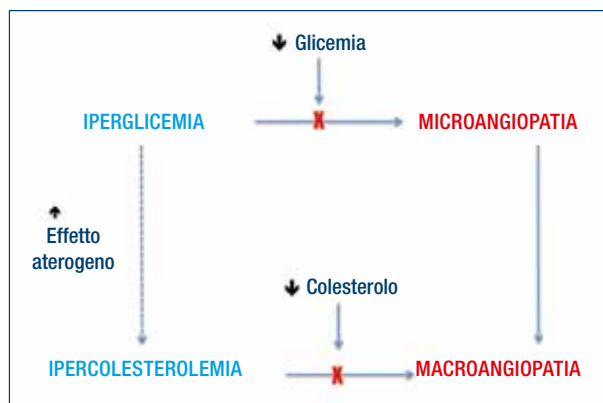 Glicemia
IPERGLICEMIA
X
MICROANGIOPATIA
Effetto
aterogeno
Colesterolo
IPERCOLESTEROLEMIA
X
MACROANGIOPATIA